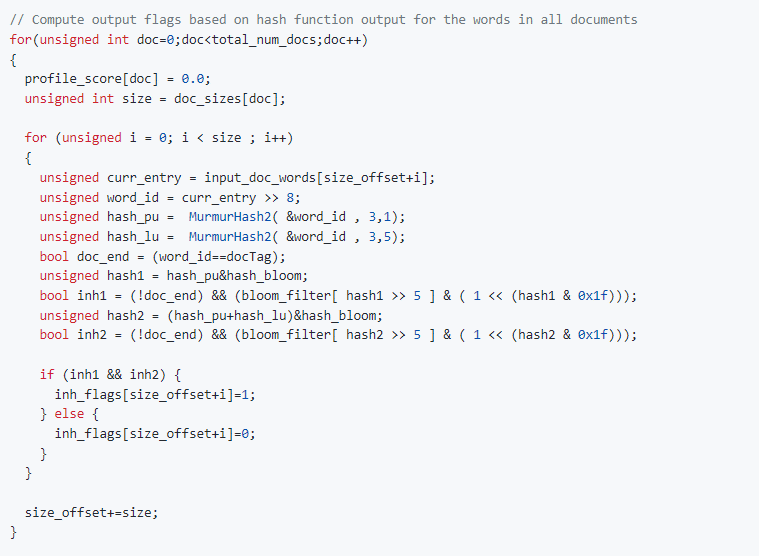 // Compute output flags based on hash function output for the words in all documents
for(unsigned int doc=0;doc<total_num_docs;doc++)
{
  profile_score[doc] = 0.0;
  unsigned int size = doc_sizes[doc];

  for (unsigned i = 0; i < size ; i++)
  {
    unsigned curr_entry = input_doc_words[size_offset+i];
    unsigned word_id = curr_entry >> 8;
    unsigned hash_pu =  MurmurHash2( &word_id , 3,1);
    unsigned hash_lu =  MurmurHash2( &word_id , 3,5);
    bool doc_end = (word_id==docTag);
    unsigned hash1 = hash_pu&hash_bloom;
    bool inh1 = (!doc_end) && (bloom_filter[ hash1 >> 5 ] & ( 1 << (hash1 & 0x1f)));
    unsigned hash2 = (hash_pu+hash_lu)&hash_bloom;
    bool inh2 = (!doc_end) && (bloom_filter[ hash2 >> 5 ] & ( 1 << (hash2 & 0x1f)));

    if (inh1 && inh2) {
      inh_flags[size_offset+i]=1;
    } else {
      inh_flags[size_offset+i]=0;
    }
  }

  size_offset+=size;
}